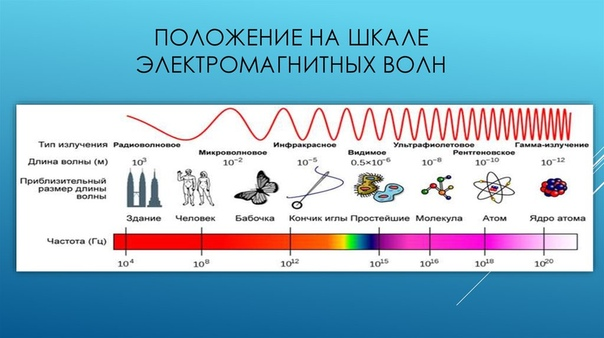 ПОЛОЖЕНИЕ НА ШКАЛЕ
ЭЛЕКТРОМАГНИТНЫХ ВОЛН
Тип излучения Радиоволновое Микроволновое Инфракрасное Видимое Ультрафиолетовое Рентгеновское Гамма-излучение
Длина волны (м) 10³ 10⁻² 10⁻⁵ 0.5×10⁻⁶ 10⁻⁸ 10⁻¹⁰ 10⁻¹²
Приблизительный
размер длины
волны
Здание Человек Бабочка Кончик иглы Простейшие Молекула Атом Ядро атома
Частота (Гц)
10⁴ 10⁸ 10¹² 10¹⁵ 10¹⁶ 10¹⁸ 10²⁰